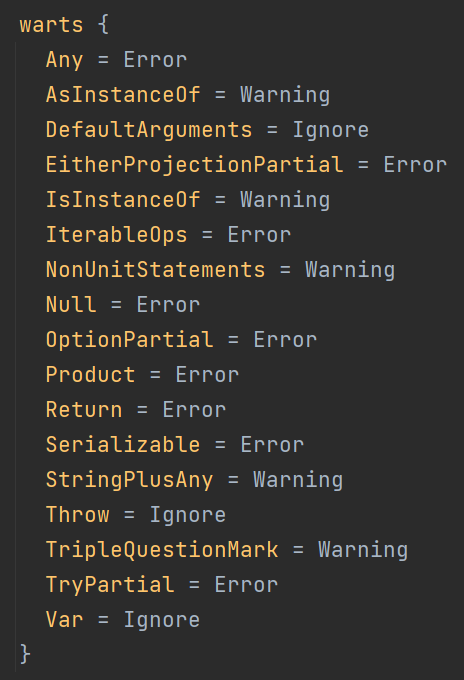 warts {
  Any = Error
  AsInstanceOf = Warning
  DefaultArguments = Ignore
  EitherProjectionPartial = Error
  IsInstanceOf = Warning
  IterableOps = Error
  NonUnitStatements = Warning
  Null = Error
  OptionPartial = Error
  Product = Error
  Return = Error
  Serializable = Error
  StringPlusAny = Warning
  Throw = Ignore
  TripleQuestionMark = Warning
  TryPartial = Error
  Var = Ignore
}